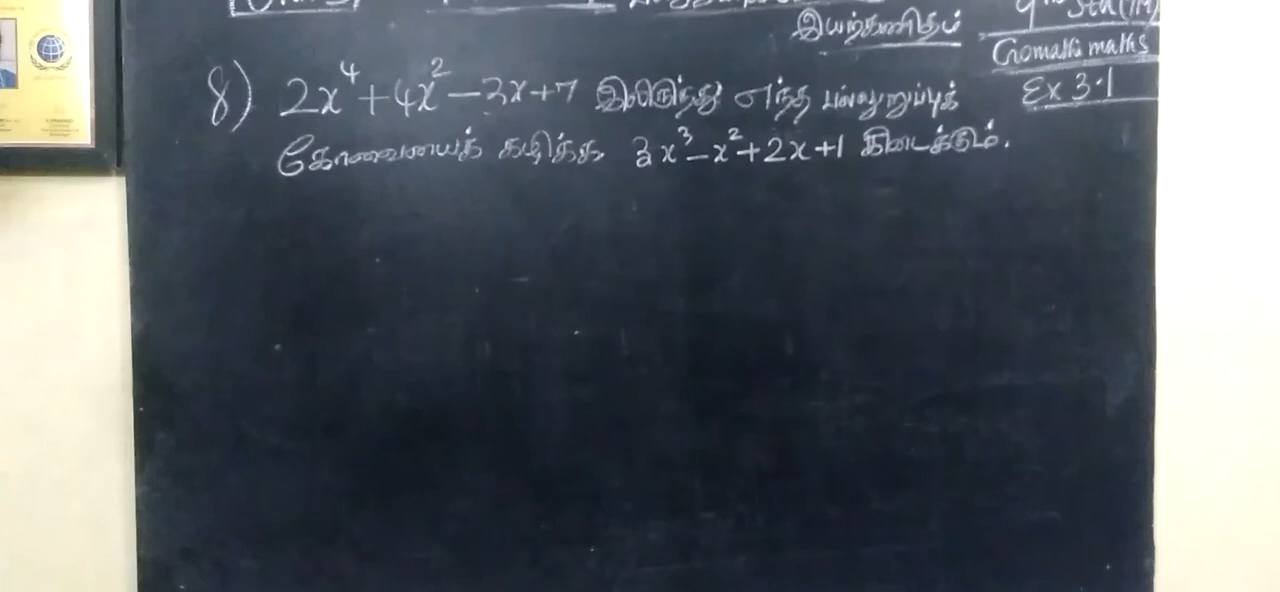 இயற்கணிதம்
Gomathi maths
Ex 3.1
8) 2x⁴+4x²−3x+7 இலிருந்து எந்த பல்லுறுப்புக்
கோவையைக் கழிக்க 3x³−x²+2x+1 கிடைக்கும்.